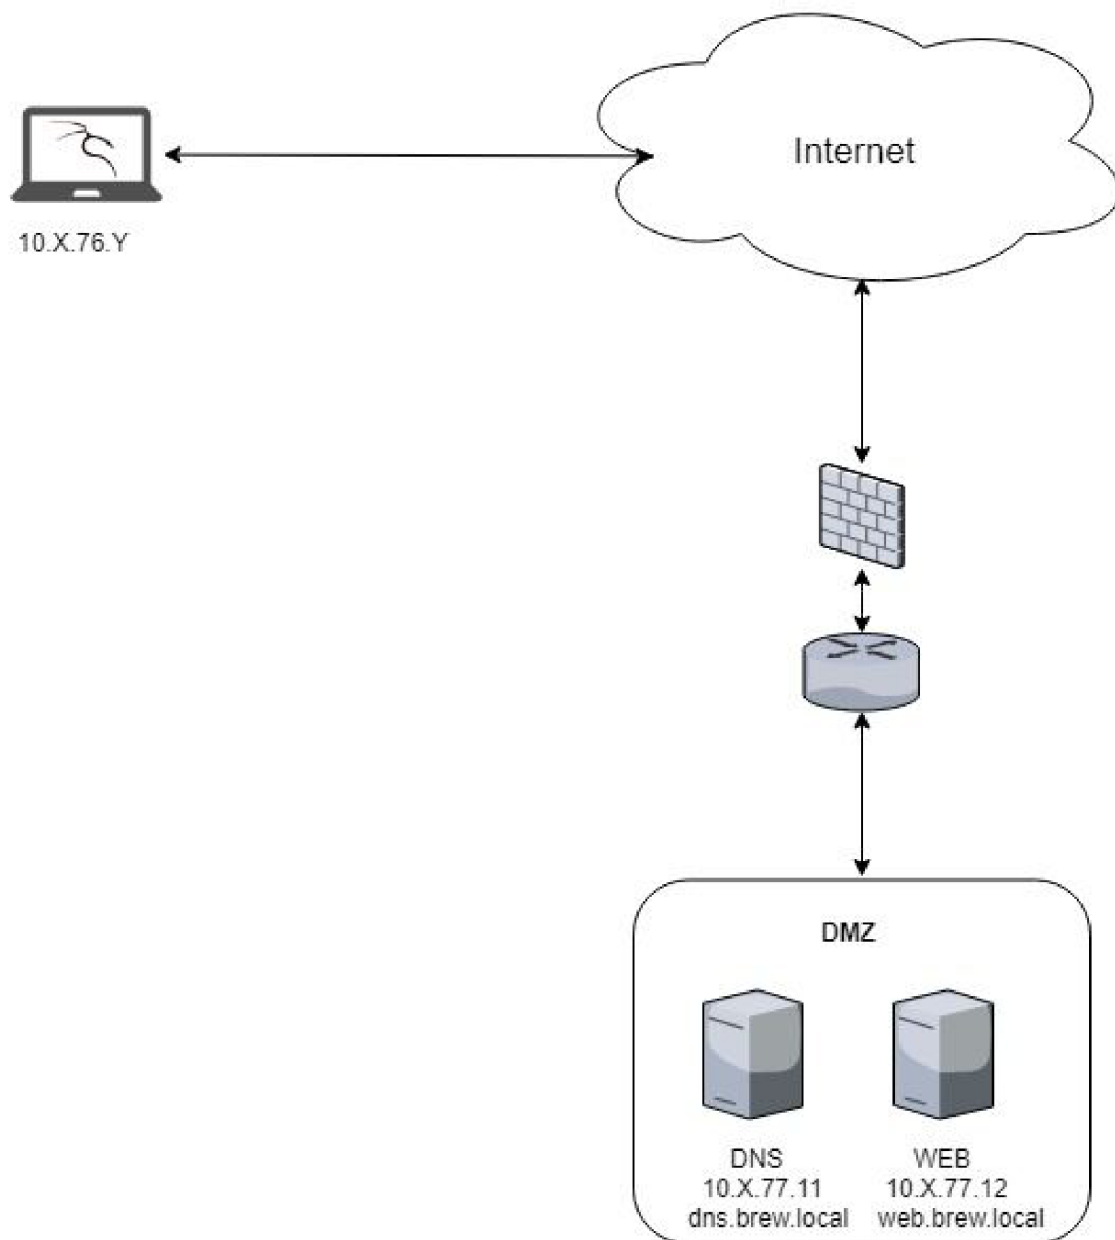 Internet
10.X.76.Y
DMZ
DNS
10.X.77.11
dns.brew.local
WEB
10.X.77.12
web.brew.local